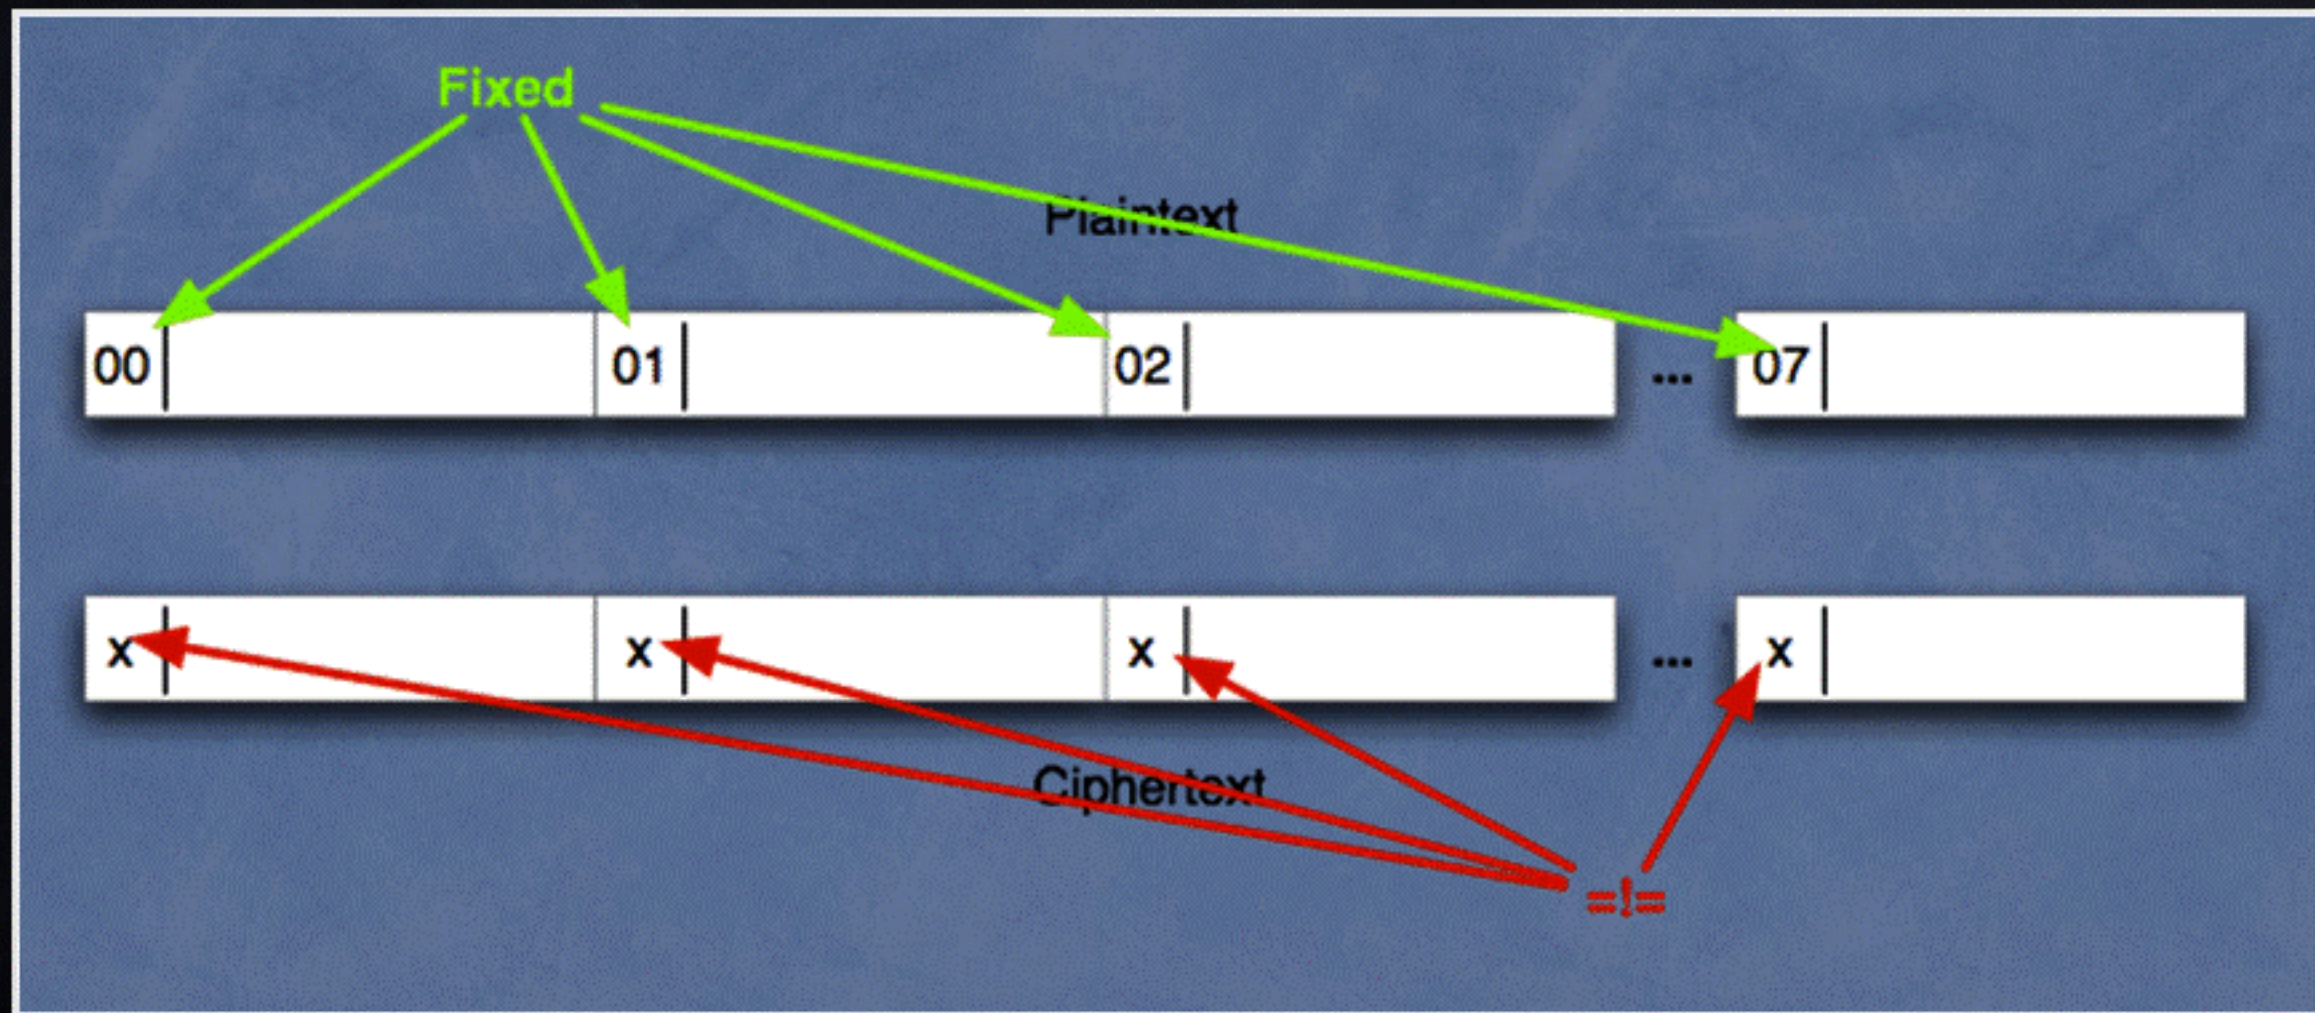 Fixed
Plaintext
00 01 02 ... 07
x x x ... x
Ciphertext
=!=